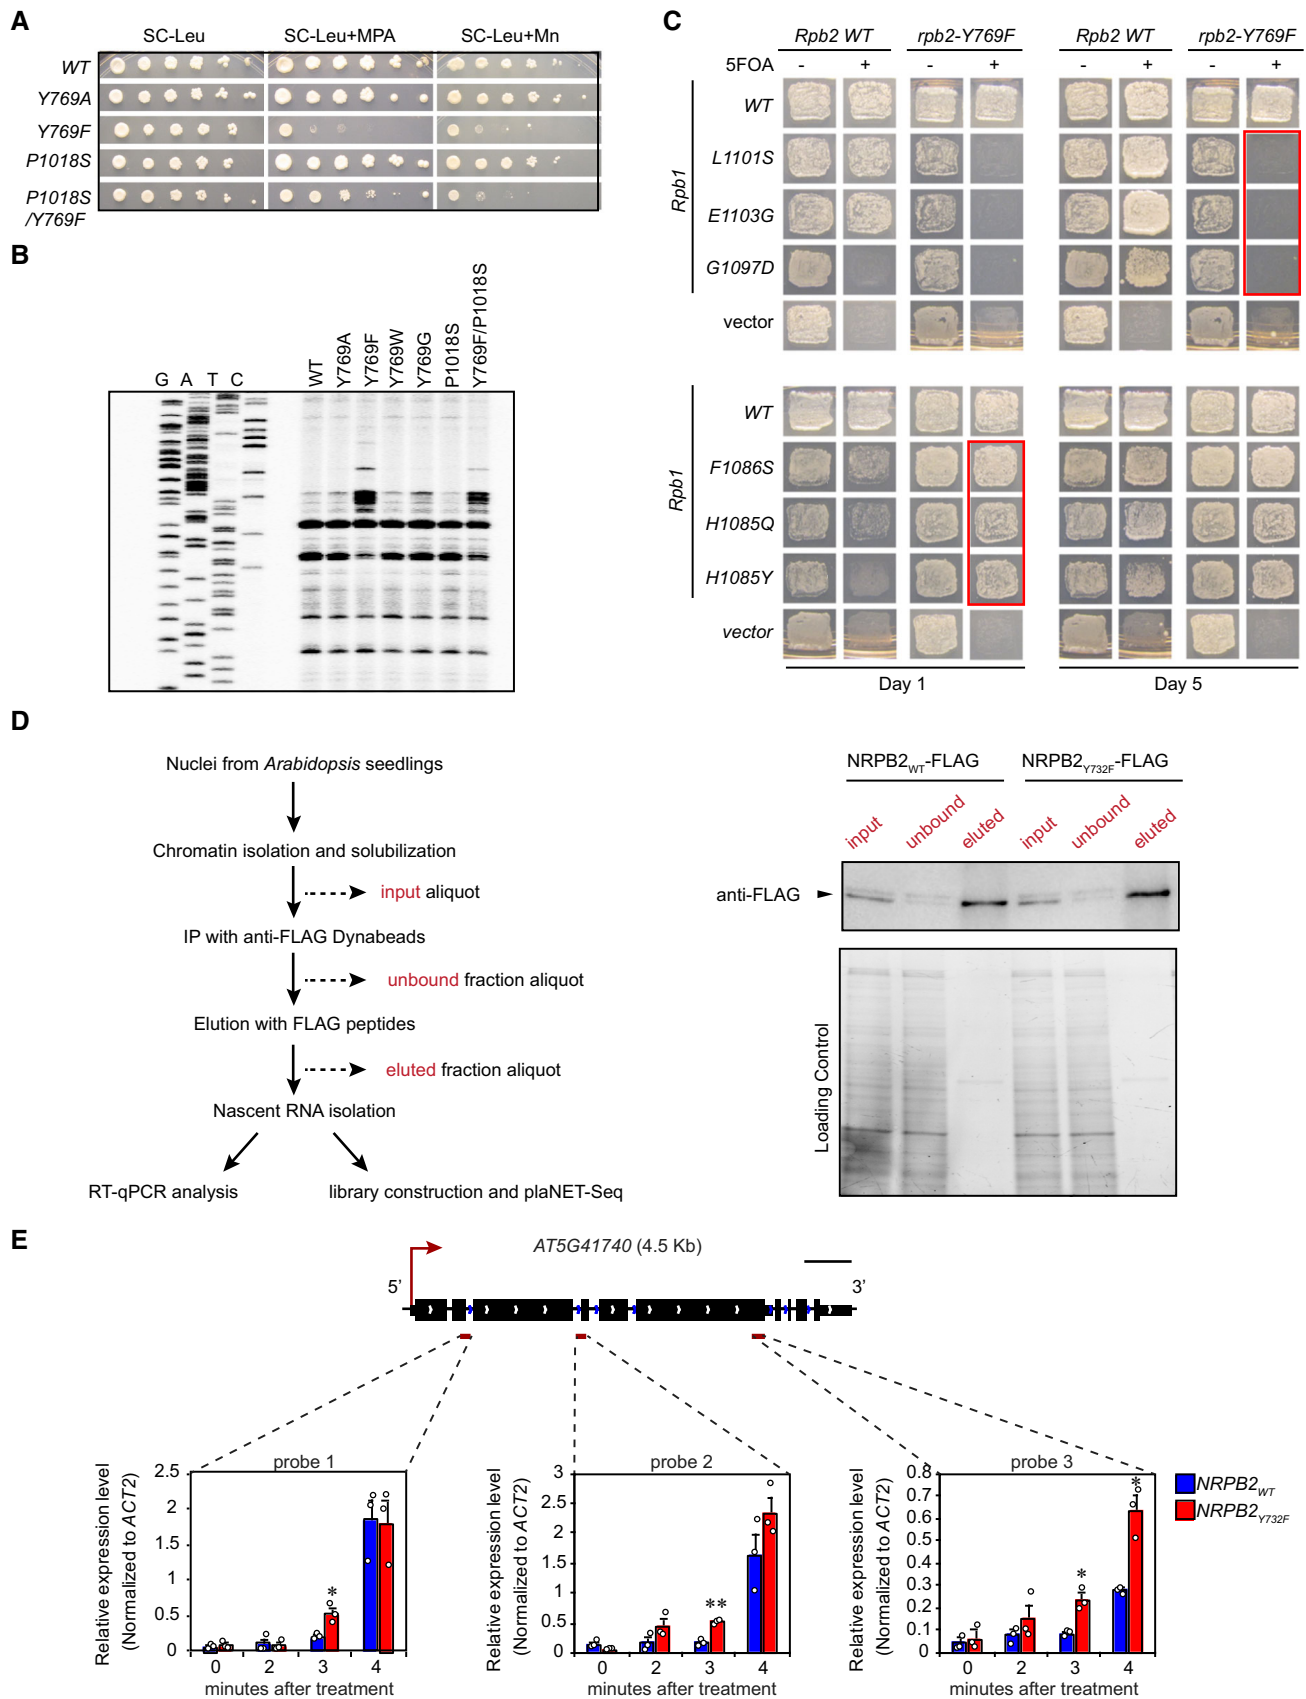 A
SC-Leu SC-Leu+MPA SC-Leu+Mn
WT
Y769A
Y769F
P1018S
P1018S
/Y769F
B
G A T C WT Y769A Y769F Y769W Y769G P1018S Y769F/P1018S
C
Rpb2 WT rpb2-Y769F Rpb2 WT rpb2-Y769F
5FOA - + - + - + - +
Rpb1
WT
L1101S
E1103G
G1097D
vector
Rpb1
WT
F1086S
H1085Q
H1085Y
vector
Day 1 Day 5
D
Nuclei from Arabidopsis seedlings
Chromatin isolation and solubilization
input aliquot
IP with anti-FLAG Dynabeads
unbound fraction aliquot
Elution with FLAG peptides
eluted fraction aliquot
Nascent RNA isolation
RT-qPCR analysis library construction and plaNET-Seq
NRPB2WT-FLAG NRPB2Y732F-FLAG
input unbound eluted input unbound eluted
anti-FLAG
Loading Control
E
AT5G41740 (4.5 Kb)
5’ 3’
probe 1
Relative expression level
(Normalized to ACT2)
2.5
2
1.5
1
0.5
0
0 2 3 4
minutes after treatment
*
probe 2
Relative expression level
(Normalized to ACT2)
3
2.5
2
1.5
1
0.5
0
0 2 3 4
minutes after treatment
**
probe 3
Relative expression level
(Normalized to ACT2)
0.8
0.7
0.6
0.5
0.4
0.3
0.2
0.1
0
0 2 3 4
minutes after treatment
*
*
NRPB2WT
NRPB2Y732F